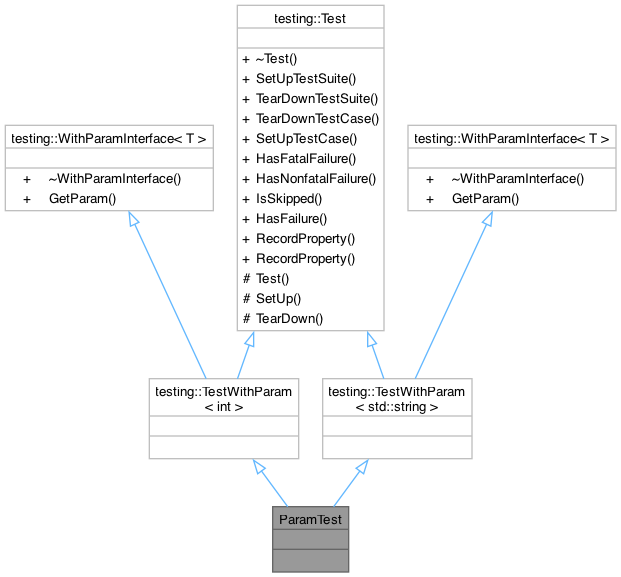 testing::Test
+ ~Test()
+ SetUpTestSuite()
+ TearDownTestSuite()
+ TearDownTestCase()
+ SetUpTestCase()
+ HasFatalFailure()
+ HasNonfatalFailure()
+ IsSkipped()
+ HasFailure()
+ RecordProperty()
+ RecordProperty()
# Test()
# SetUp()
# TearDown()
testing::WithParamInterface< T >
+ ~WithParamInterface()
+ GetParam()
testing::WithParamInterface< T >
+ ~WithParamInterface()
+ GetParam()
testing::TestWithParam
< int >
testing::TestWithParam
< std::string >
ParamTest